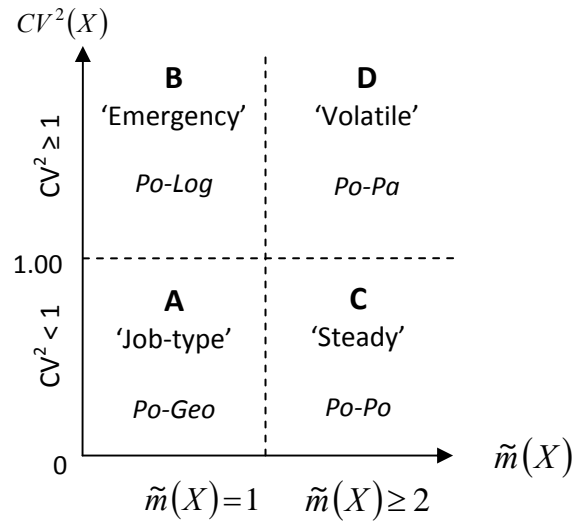 CV²(X)
B
'Emergency'
Po-Log
D
'Volatile'
Po-Pa
CV² ≥ 1
1.00
A
'Job-type'
Po-Geo
C
'Steady'
Po-Po
CV² < 1
0
m̃(X)
m̃(X)=1
m̃(X)≥2